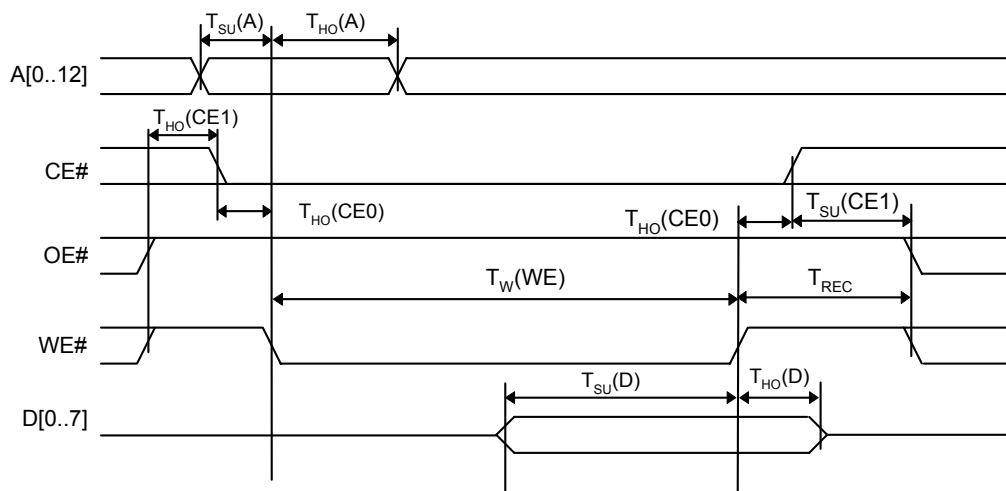 T_SU(A) T_HO(A)
A[0..12]
T_HO(CE1)
CE#
T_HO(CE0) T_HO(CE0) T_SU(CE1)
OE#
T_W(WE) T_REC
WE#
T_SU(D) T_HO(D)
D[0..7]